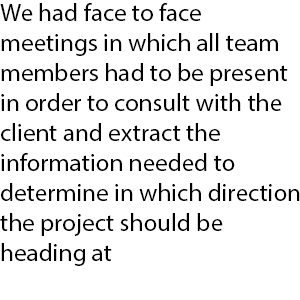 We had face to face
meetings in which all team
members had to be present
in order to consult with the
client and extract the
information needed to
determine in which direction
the project should be
heading at